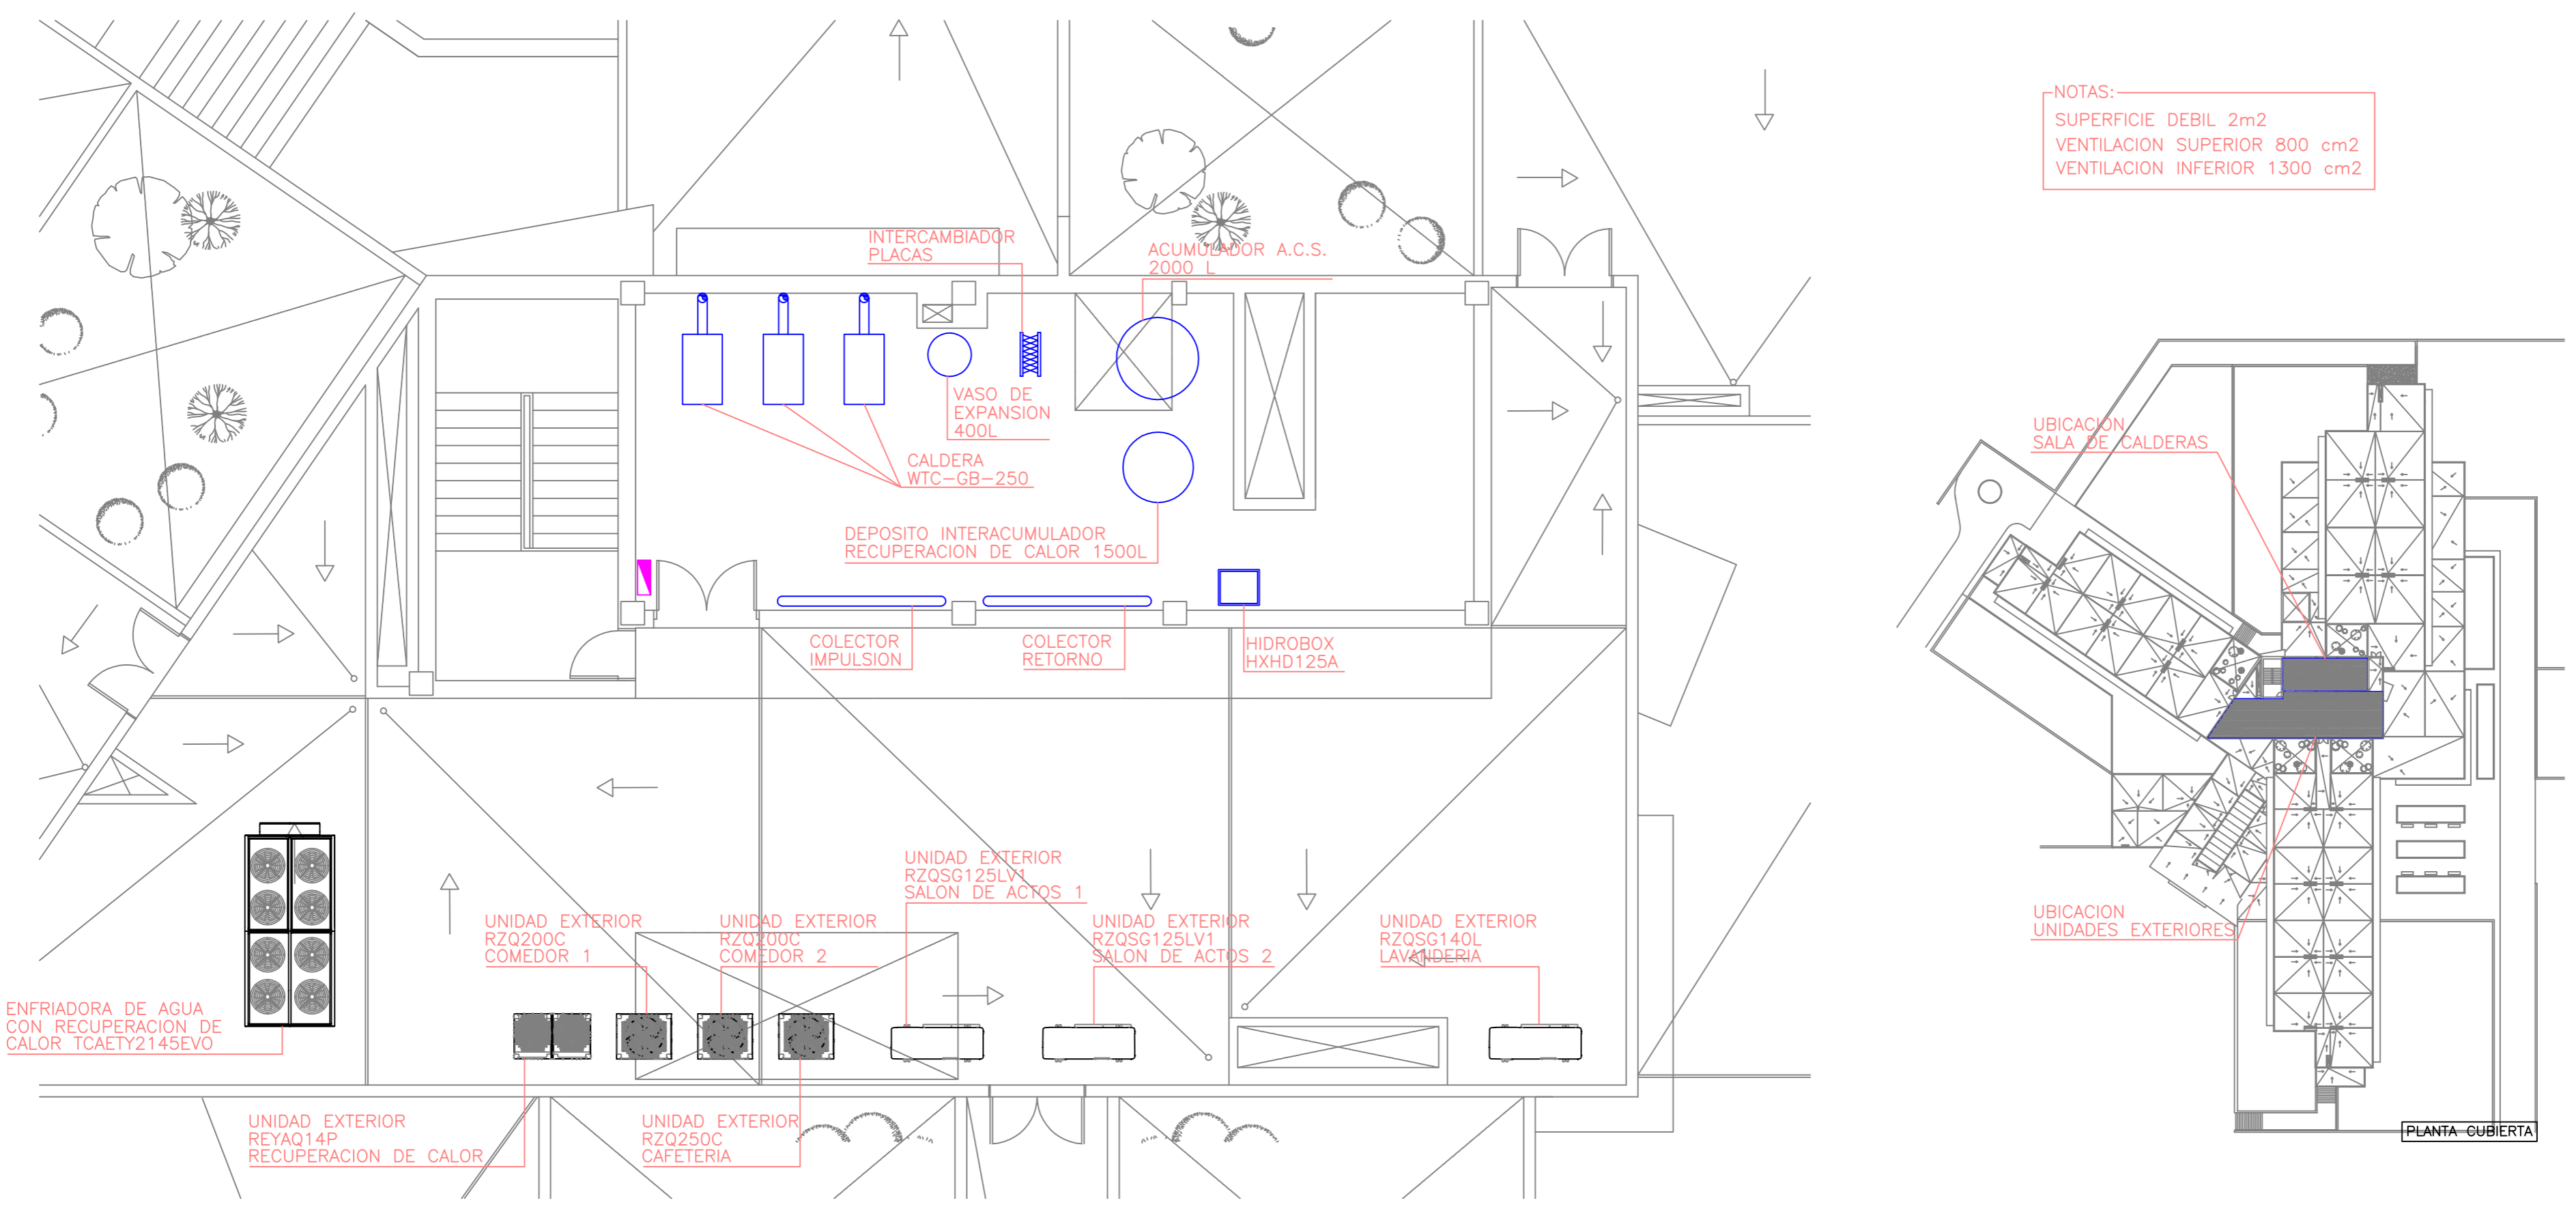 NOTAS:
SUPERFICIE DEBIL 2m2
VENTILACION SUPERIOR 800 cm2
VENTILACION INFERIOR 1300 cm2
INTERCAMBIADOR
PLACAS
ACUMULADOR A.C.S.
2000 L
VASO DE
EXPANSION
400L
CALDERA
WTC-GB-250
DEPOSITO INTERACUMULADOR
RECUPERACION DE CALOR 1500L
COLECTOR
IMPULSION
COLECTOR
RETORNO
HIDROBOX
HXHD125A
UNIDAD EXTERIOR
RZQSG125LV1
SALON DE ACTOS 1
UNIDAD EXTERIOR
RZQ200C
COMEDOR 1
UNIDAD EXTERIOR
RZQ200C
COMEDOR 2
UNIDAD EXTERIOR
RZQSG125LV1
SALON DE ACTOS 2
UNIDAD EXTERIOR
RZQSG140L
LAVANDERIA
ENFRIADORA DE AGUA
CON RECUPERACION DE
CALOR TCAETY2145EVO
UNIDAD EXTERIOR
REYAQ14P
RECUPERACION DE CALOR
UNIDAD EXTERIOR
RZQ250C
CAFETERIA
UBICACION
SALA DE CALDERAS
UBICACION
UNIDADES EXTERIORES
PLANTA CUBIERTA